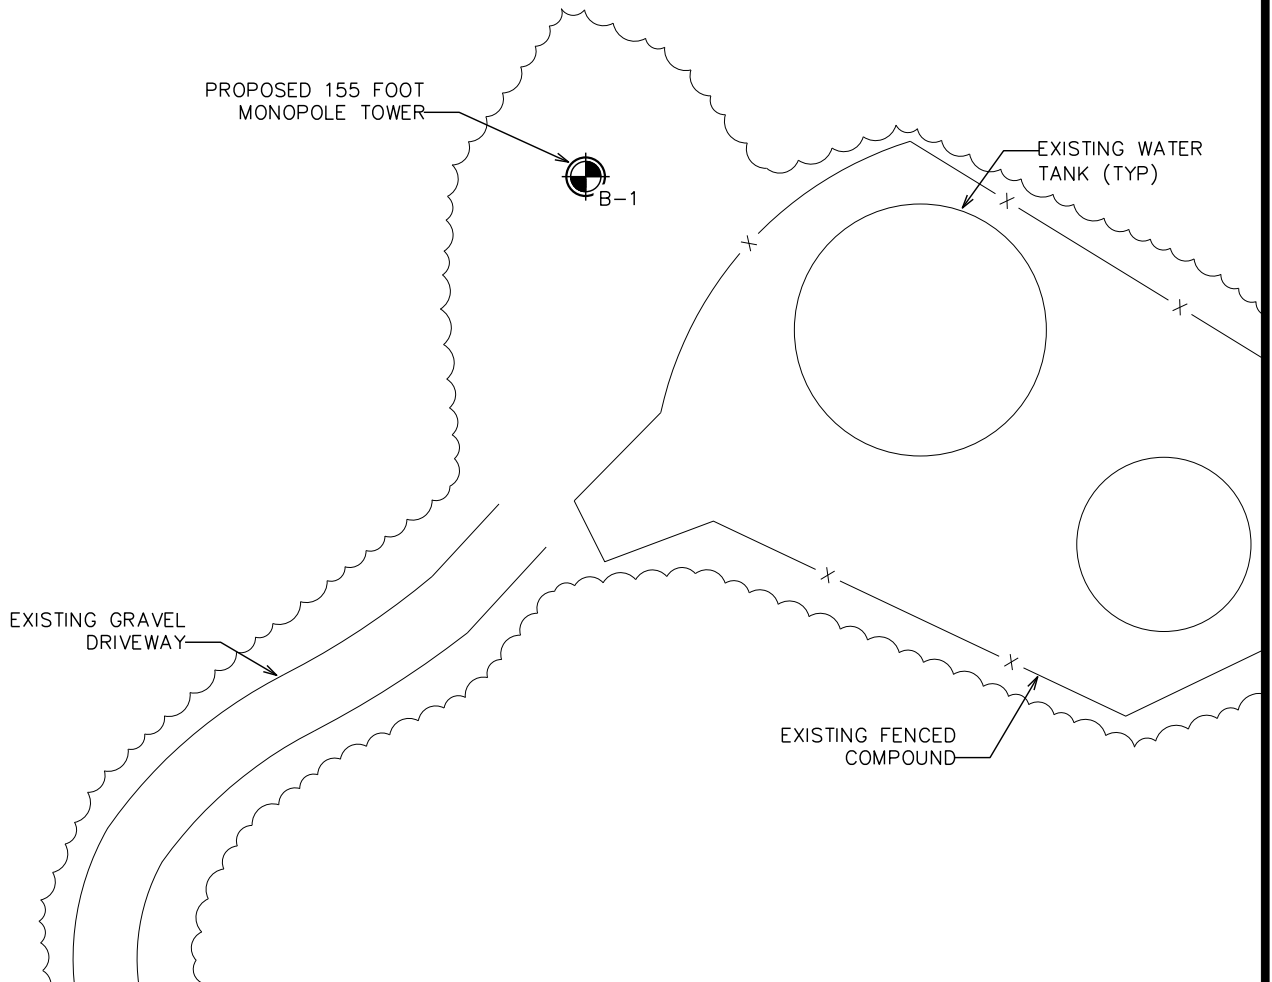 PROPOSED 155 FOOT
MONOPOLE TOWER
B-1
EXISTING WATER
TANK (TYP)
X
X
X
X
X
EXISTING GRAVEL
DRIVEWAY
EXISTING FENCED
COMPOUND